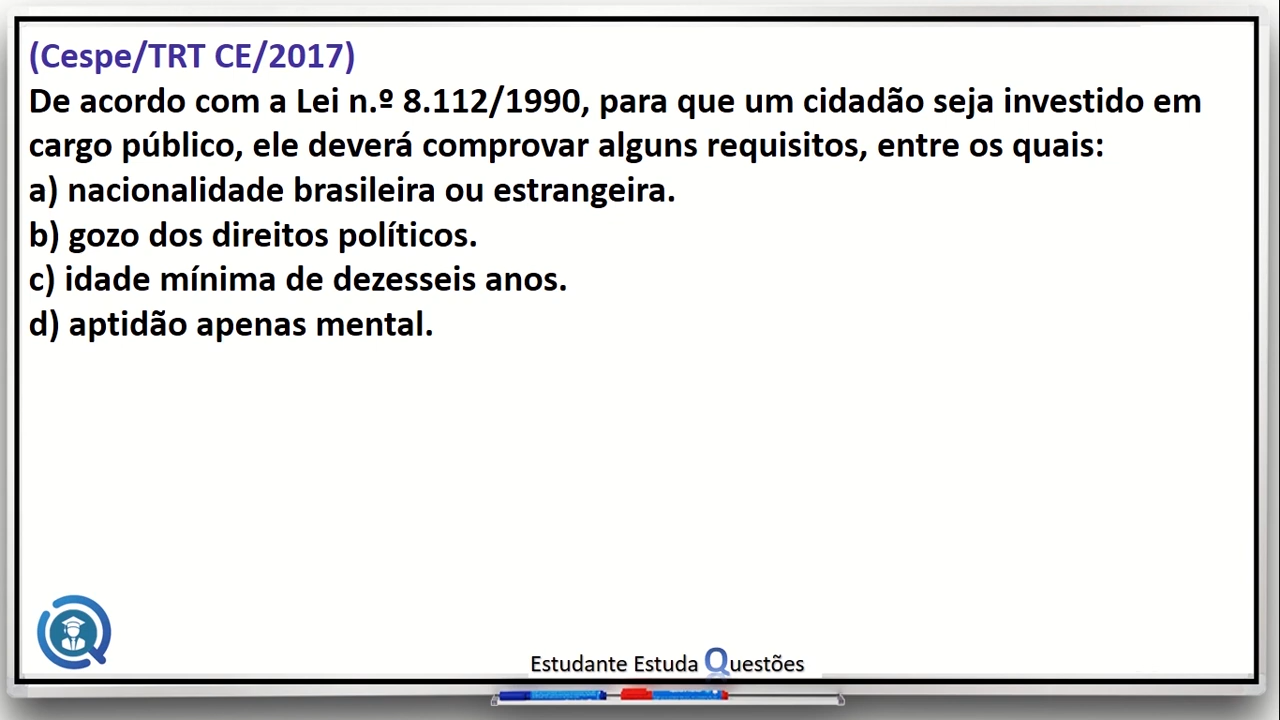 (Cespe/TRT CE/2017)
De acordo com a Lei n.º 8.112/1990, para que um cidadão seja investido em
cargo público, ele deverá comprovar alguns requisitos, entre os quais:
a) nacionalidade brasileira ou estrangeira.
b) gozo dos direitos políticos.
c) idade mínima de dezesseis anos.
d) aptidão apenas mental.
Estudante Estuda Questões